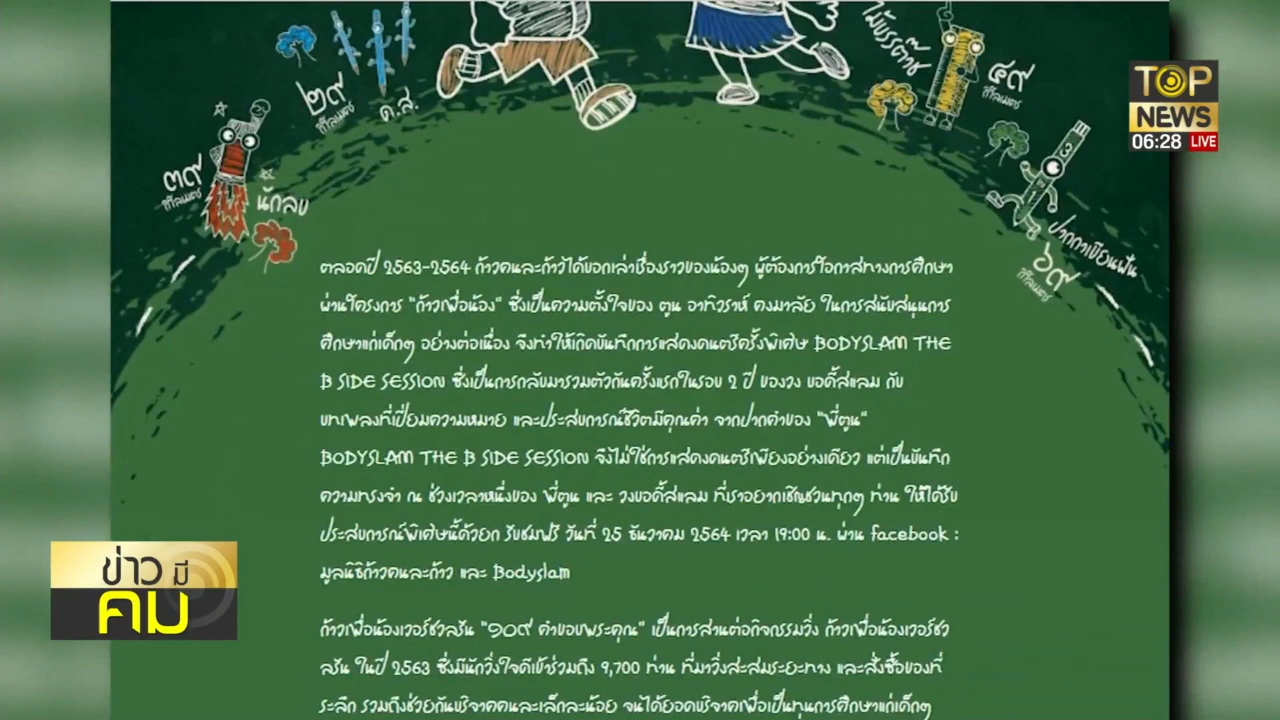 ไม้บรรทัด
๕๙
กิโลเมตร
๒๙
กิโลเมตร
ด.ส.
TOP
NEWS
06:28 LIVE
๓๙
กิโลเมตร
นักลบ
ปากกาเขียนฝัน
๖๙
กิโลเมตร
ตลอดปี 2563-2564 ก้าวคนละก้าวได้บอกเล่าเรื่องราวของน้องๆ ผู้ต้องการโอกาสทางการศึกษา
ผ่านโครงการ "ก้าวเพื่อน้อง" ซึ่งเป็นความตั้งใจของ ตูน อาทิวราห์ คงมาลัย ในการสนับสนุนการ
ศึกษาแก่เด็กๆ อย่างต่อเนื่อง จึงทำให้เกิดบันทึกการแสดงดนตรีครั้งพิเศษ BODYSLAM THE
B SIDE SESSION ซึ่งเป็นการกลับมารวมตัวกันครั้งแรกในรอบ 2 ปี ของวง บอดี้สแลม กับ
บทเพลงที่เปี่ยมความหมาย และประสบการณ์ชีวิตมีคุณค่า จากปากคำของ "พี่ตูน"
BODYSLAM THE B SIDE SESSION จึงไม่ใช่การแสดงดนตรีเพียงอย่างเดียว แต่เป็นบันทึก
ความทรงจำ ณ ช่วงเวลาหนึ่งของ พี่ตูน และ วงบอดี้สแลม ที่เราอยากเชิญชวนทุกๆ ท่าน ให้ได้รับ
ประสบการณ์พิเศษนี้ด้วยก รับชมฟรี วันที่ 25 ธันวาคม 2564 เวลา 19:00 น. ผ่าน facebook :
มูลนิธิก้าวคนละก้าว และ Bodyslam
ก้าวเพื่อน้องเวอร์ชวลรัน "๑๐๙ คำขอบพระคุณ" เป็นการสานต่อกิจกรรมวิ่ง ก้าวเพื่อน้องเวอร์ชว
ลรัน ในปี 2563 ซึ่งมีนักวิ่งใจดีเข้าร่วมถึง 9,700 ท่าน ที่มาวิ่งสะสมระยะทาง และสั่งซื้อของที่
ระลึก รวมถึงช่วยกันบริจาคคนละเล็กละน้อย จนได้ยอดบริจาคเพื่อเป็นทุนการศึกษาแก่เด็กๆ
ข่าวมี
คม